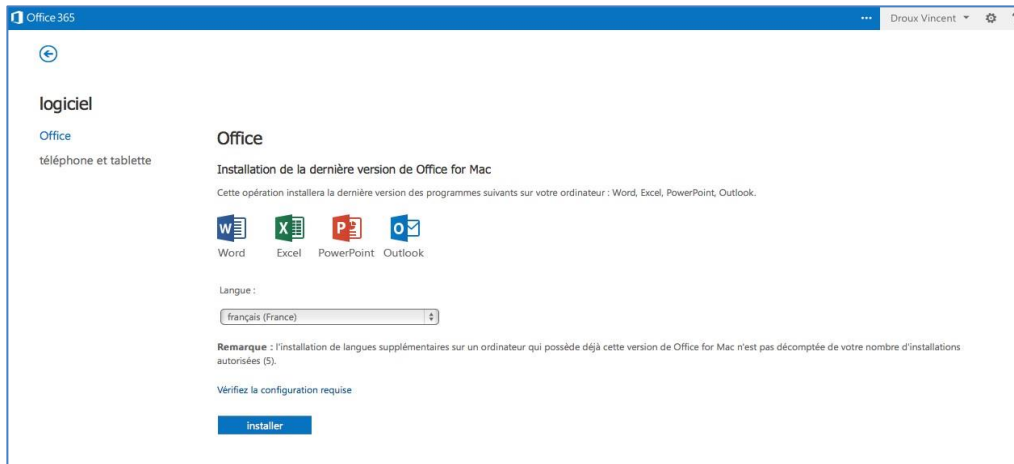 Office 365
Droux Vincent
logiciel
Office
téléphone et tablette
Office
Installation de la dernière version de Office for Mac
Cette opération installera la dernière version des programmes suivants sur votre ordinateur : Word, Excel, PowerPoint, Outlook.
Word Excel PowerPoint Outlook
Langue :
français (France)
Remarque : l'installation de langues supplémentaires sur un ordinateur qui possède déjà cette version de Office for Mac n'est pas décomptée de votre nombre d'installations
autorisées (5).
Vérifiez la configuration requise
installer